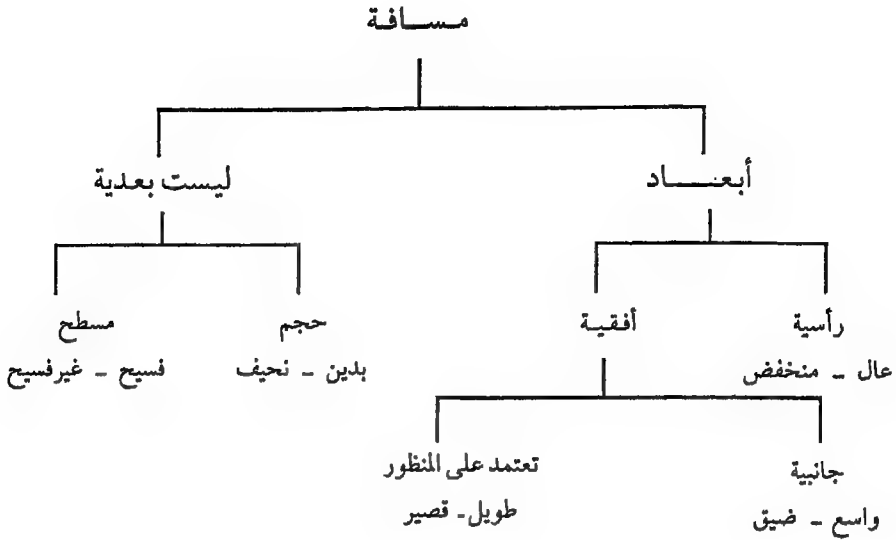 مسافة
أبعاد
ليست بعدية
رأسية
عال - منخفض
أفقية
حجم
بدين - نحيف
مسطح
فسيح - غير فسيح
جانبية
واسع - ضيق
تعتمد على المنظور
طويل - قصير